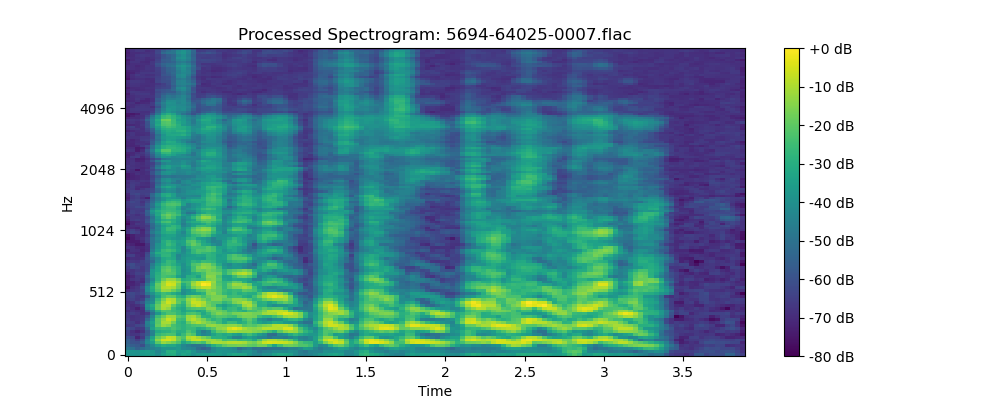 Processed Spectrogram: 5694-64025-0007.flac
Hz
4096
2048
1024
512
0
0
0.5
1
1.5
2
2.5
3
3.5
Time
+0 dB
-10 dB
-20 dB
-30 dB
-40 dB
-50 dB
-60 dB
-70 dB
-80 dB